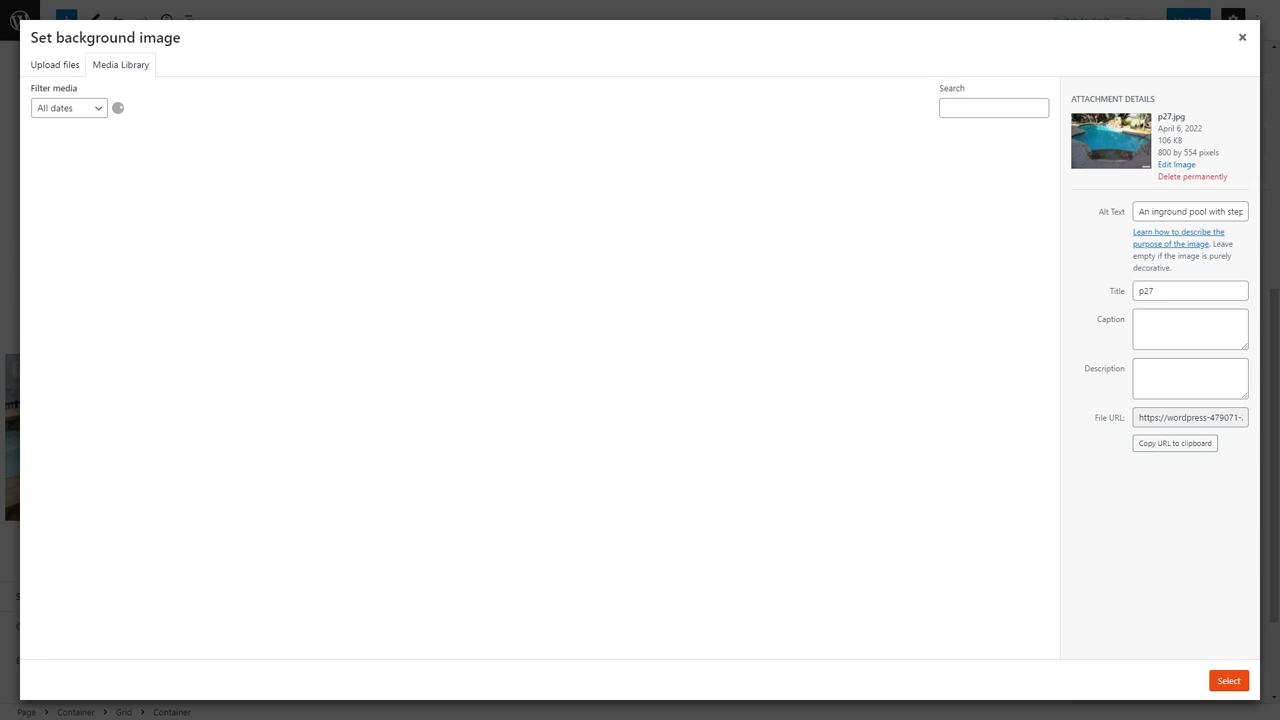 Set background image
Upload files
Media Library
Filter media
All dates
Search
ATTACHMENT DETAILS
p27.jpg
April 6, 2022
106 KB
800 by 554 pixels
Edit Image
Delete permanently
Alt Text
An inground pool with step
Learn how to describe the
purpose of the image. Leave
empty if the image is purely
decorative.
Title
p27
Caption
Description
File URL:
https://wordpress-479071-
Copy URL to clipboard
Select
Page
Container
Grid
Container